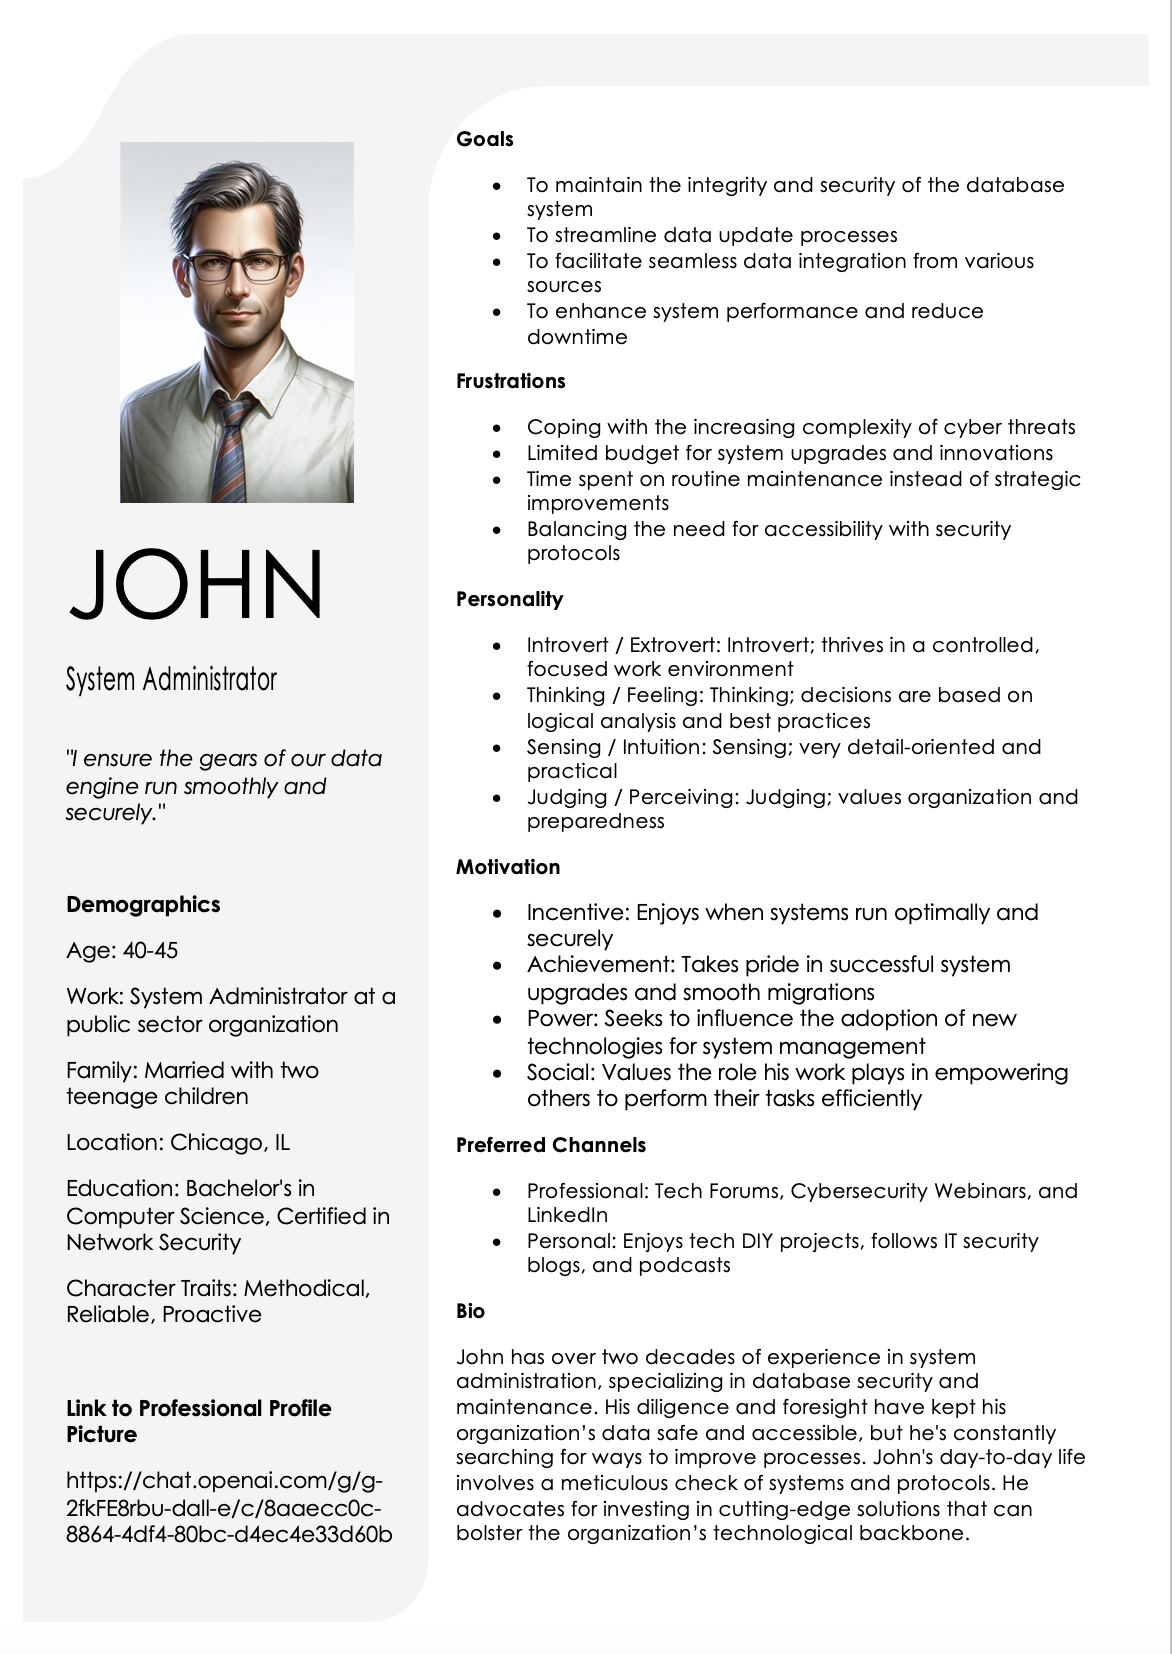 JOHN
System Administrator
"I ensure the gears of our data
engine run smoothly and
securely."
Demographics
Age: 40-45
Work: System Administrator at a
public sector organization
Family: Married with two
teenage children
Location: Chicago, IL
Education: Bachelor's in
Computer Science, Certified in
Network Security
Character Traits: Methodical,
Reliable, Proactive
Link to Professional Profile
Picture
https://chat.openai.com/g/g-
2fkFE8rbu-dall-e/c/8aaecc0c-
8864-4df4-80bc-d4ec4e33d60b
Goals
• To maintain the integrity and security of the database
system
• To streamline data update processes
• To facilitate seamless data integration from various
sources
• To enhance system performance and reduce
downtime
Frustrations
• Coping with the increasing complexity of cyber threats
• Limited budget for system upgrades and innovations
• Time spent on routine maintenance instead of strategic
improvements
• Balancing the need for accessibility with security
protocols
Personality
• Introvert / Extrovert: Introvert; thrives in a controlled,
focused work environment
• Thinking / Feeling: Thinking; decisions are based on
logical analysis and best practices
• Sensing / Intuition: Sensing; very detail-oriented and
practical
• Judging / Perceiving: Judging; values organization and
preparedness
Motivation
• Incentive: Enjoys when systems run optimally and
securely
• Achievement: Takes pride in successful system
upgrades and smooth migrations
• Power: Seeks to influence the adoption of new
technologies for system management
• Social: Values the role his work plays in empowering
others to perform their tasks efficiently
Preferred Channels
• Professional: Tech Forums, Cybersecurity Webinars, and
LinkedIn
• Personal: Enjoys tech DIY projects, follows IT security
blogs, and podcasts
Bio
John has over two decades of experience in system
administration, specializing in database security and
maintenance. His diligence and foresight have kept his
organization’s data safe and accessible, but he's constantly
searching for ways to improve processes. John's day-to-day life
involves a meticulous check of systems and protocols. He
advocates for investing in cutting-edge solutions that can
bolster the organization’s technological backbone.